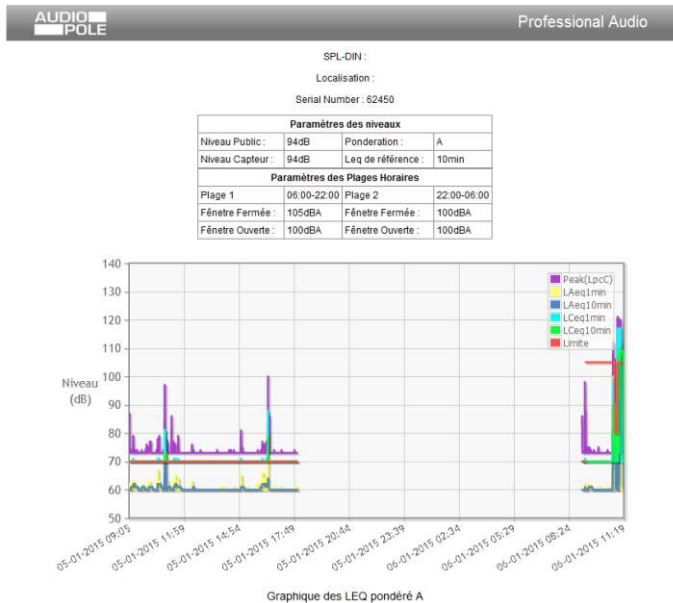 AUDIO
POLE
Professional Audio
SPL-DIN :
Localisation :
Serial Number : 62450
Paramètres des niveaux
Niveau Public : 94dB Ponderation : A
Niveau Capteur : 94dB Leq de référence : 10min
Paramètres des Plages Horaires
Plage 1 06:00-22:00 Plage 2 22:00-06:00
Fênetre Fermée : 105dBA Fênetre Fermée : 100dBA
Fênetre Ouverte : 100dBA Fênetre Ouverte : 100dBA
140
130
120
110
100
90
80
70
60
50
Niveau
(dB)
Peak(LpcC)
LAeq1min
LAeq10min
LCeq1min
LCeq10min
Limite
05-01-2015 09:05
05-01-2015 11:59
05-01-2015 14:54
05-01-2015 17:49
05-01-2015 20:44
05-01-2015 23:39
06-01-2015 02:34
06-01-2015 05:29
06-01-2015 08:24
06-01-2015 11:19
Graphique des LEQ pondéré A